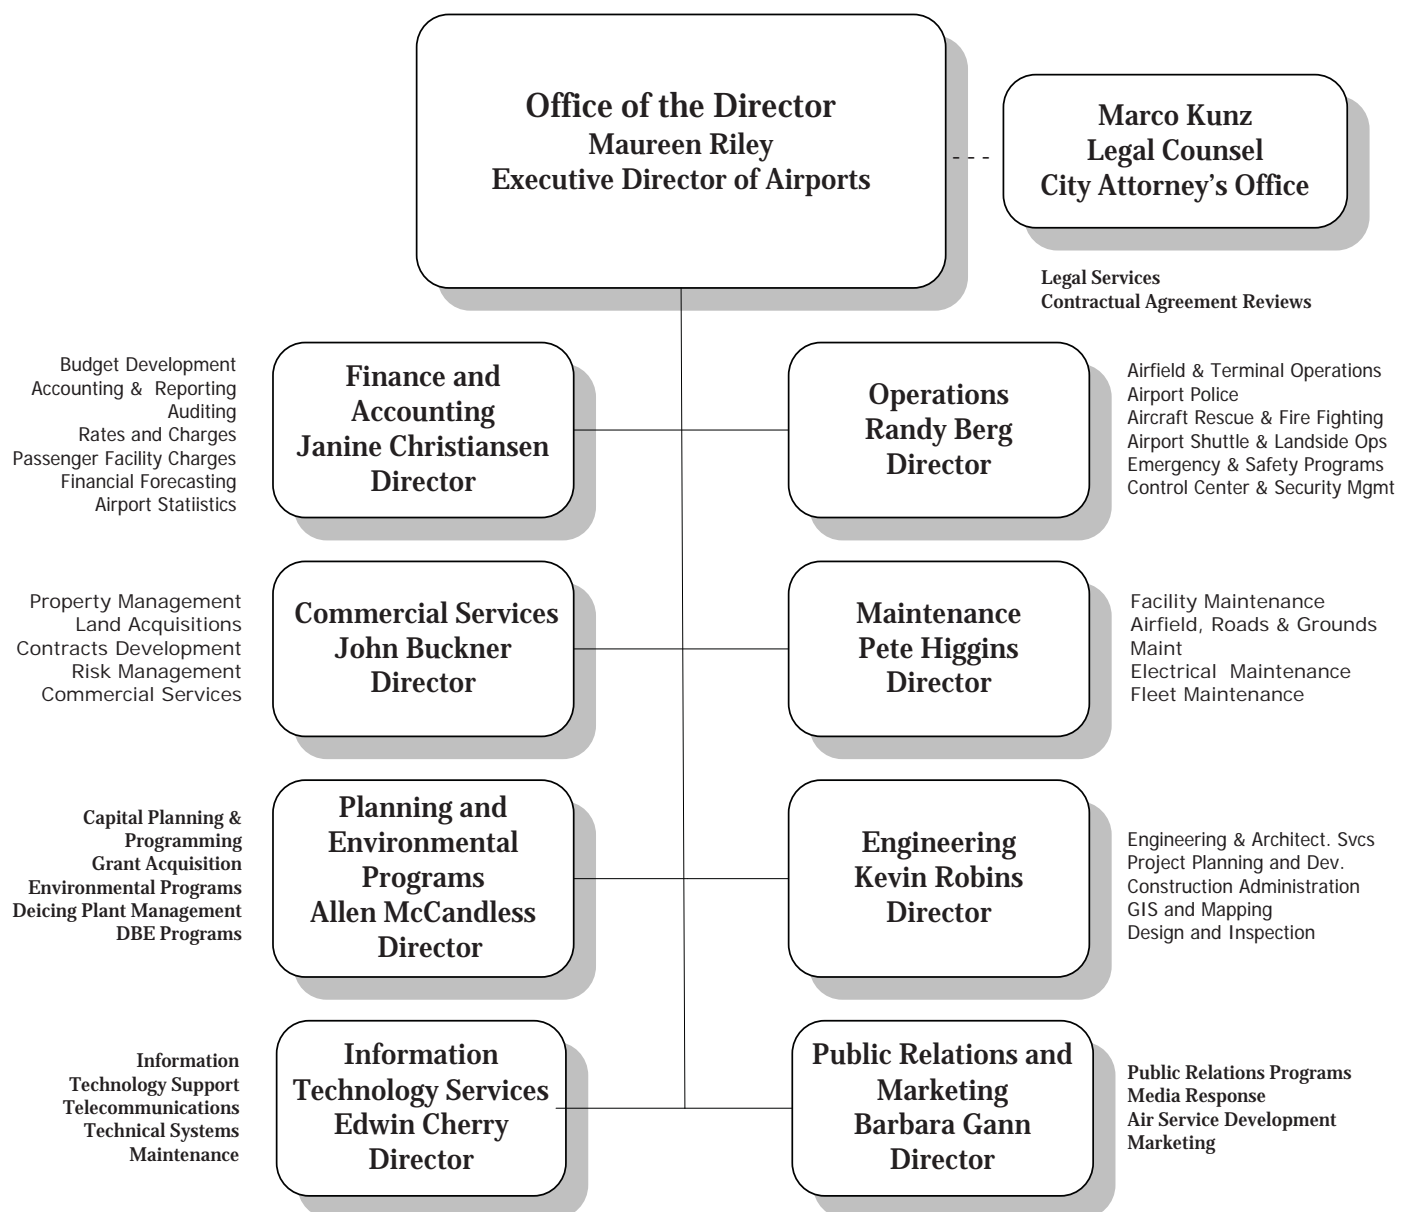 Office of the Director
Maureen Riley
Executive Director of Airports
Marco Kunz
Legal Counsel
City Attorney's Office
Legal Services
Contractual Agreement Reviews
Budget Development
Accounting & Reporting
Auditing
Rates and Charges
Passenger Facility Charges
Financial Forecasting
Airport Statiistics
Finance and
Accounting
Janine Christiansen
Director
Operations
Randy Berg
Director
Airfield & Terminal Operations
Airport Police
Aircraft Rescue & Fire Fighting
Airport Shuttle & Landside Ops
Emergency & Safety Programs
Control Center & Security Mgmt
Property Management
Land Acquisitions
Contracts Development
Risk Management
Commercial Services
Commercial Services
John Buckner
Director
Maintenance
Pete Higgins
Director
Facility Maintenance
Airfield, Roads & Grounds
Maint
Electrical Maintenance
Fleet Maintenance
Capital Planning &
Programming
Grant Acquisition
Environmental Programs
Deicing Plant Management
DBE Programs
Planning and
Environmental
Programs
Allen McCandless
Director
Engineering
Kevin Robins
Director
Engineering & Architect. Svcs
Project Planning and Dev.
Construction Administration
GIS and Mapping
Design and Inspection
Information
Technology Support
Telecommunications
Technical Systems
Maintenance
Information
Technology Services
Edwin Cherry
Director
Public Relations and
Marketing
Barbara Gann
Director
Public Relations Programs
Media Response
Air Service Development
Marketing